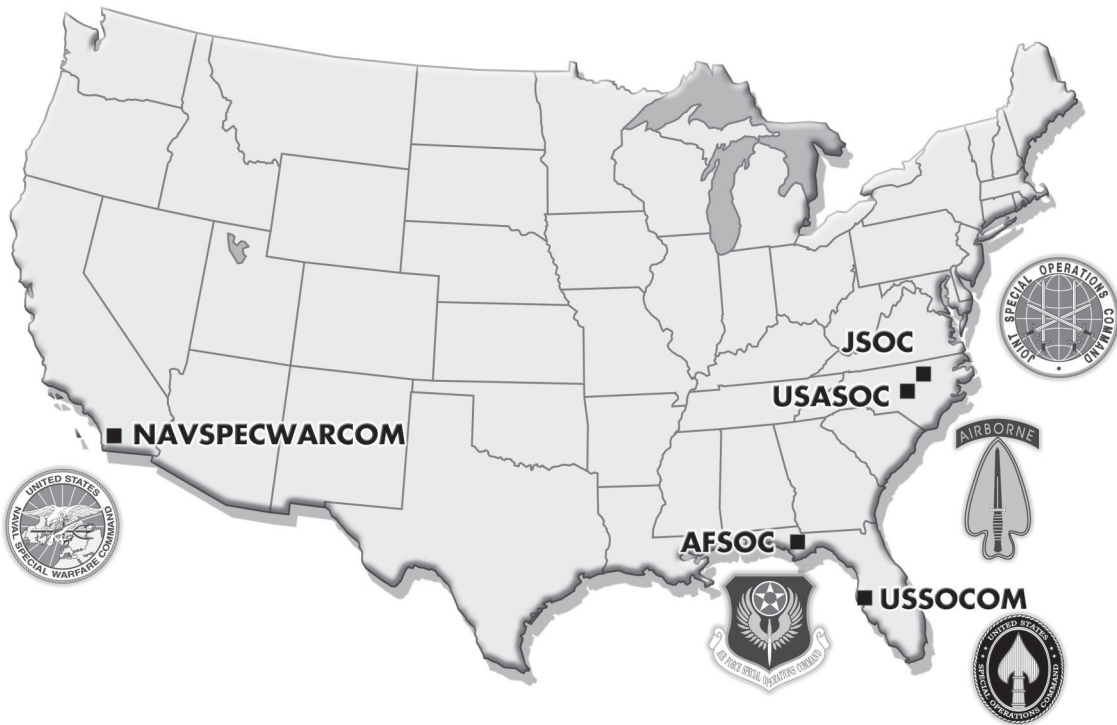 JOINT SPECIAL OPERATIONS COMMAND
JSOC
USASOC
NAVSPECWARCOM
AIRBORNE
UNITED STATES
NAVAL SPECIAL WARFARE COMMAND
AFSOC
USSOCOM
AIR FORCE SPECIAL OPERATIONS COMMAND
UNITED STATES
SPECIAL OPERATIONS COMMAND